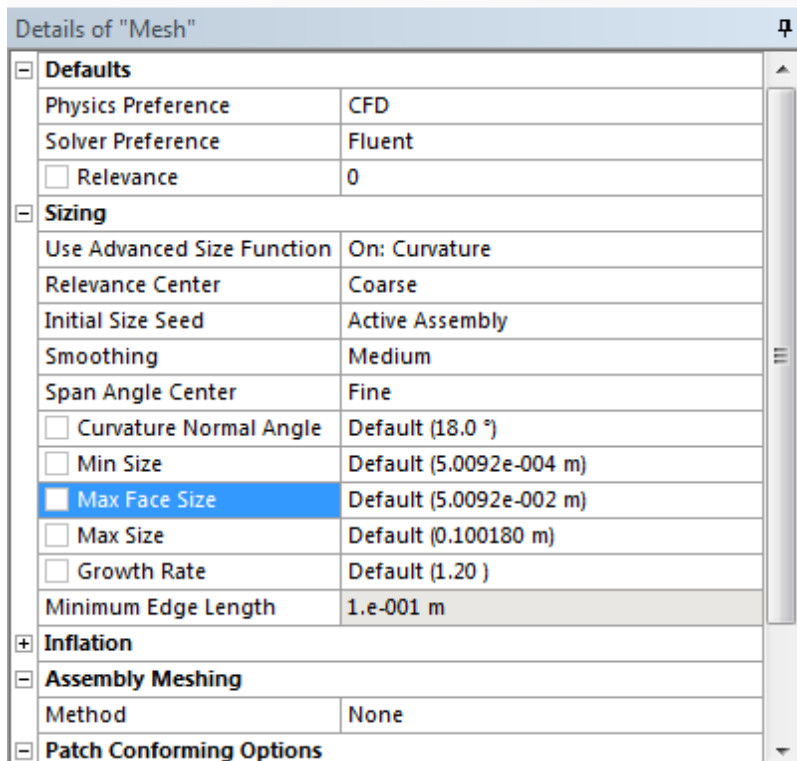 Details of "Mesh"
Defaults
Physics Preference CFD
Solver Preference Fluent
Relevance 0
Sizing
Use Advanced Size Function On: Curvature
Relevance Center Coarse
Initial Size Seed Active Assembly
Smoothing Medium
Span Angle Center Fine
Curvature Normal Angle Default (18.0 °)
Min Size Default (5.0092e-004 m)
Max Face Size Default (5.0092e-002 m)
Max Size Default (0.100180 m)
Growth Rate Default (1.20 )
Minimum Edge Length 1.e-001 m
Inflation
Assembly Meshing
Method None
Patch Conforming Options